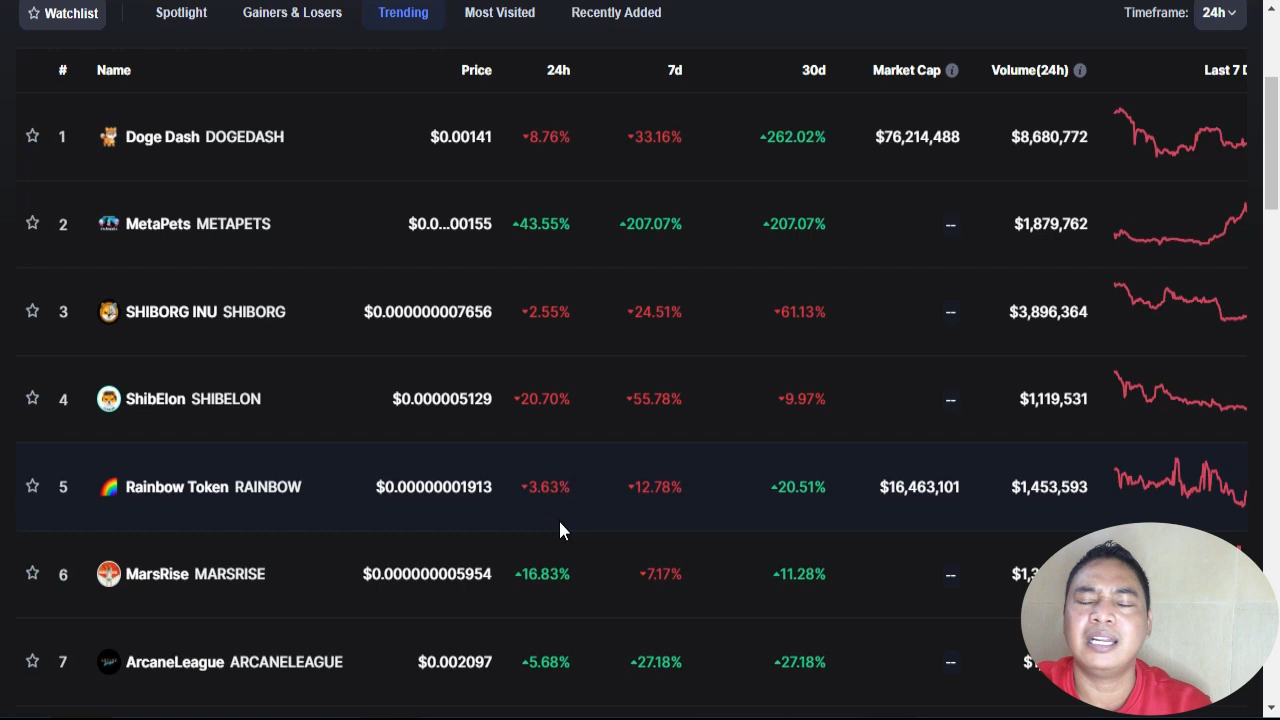 Watchlist Spotlight Gainers & Losers Trending Most Visited Recently Added Timeframe: 24h
# Name Price 24h 7d 30d Market Cap Volume(24h) Last 7
1 Doge Dash DOGEDASH $0.00141 8.76% 33.16% 262.02% $76,214,488 $8,680,772
2 MetaPets METAPETS $0.0...00155 43.55% 207.07% 207.07% -- $1,879,762
3 SHIBORG INU SHIBORG $0.000000007656 2.55% 24.51% 61.13% -- $3,896,364
4 ShibElon SHIBELON $0.000005129 20.70% 55.78% 9.97% -- $1,119,531
5 Rainbow Token RAINBOW $0.00000001913 3.63% 12.78% 20.51% $16,463,101 $1,453,593
6 MarsRise MARSRISE $0.000000005954 16.83% 7.17% 11.28% --
7 ArcaneLeague ARCANELEAGUE $0.002097 5.68% 27.18% 27.18% --